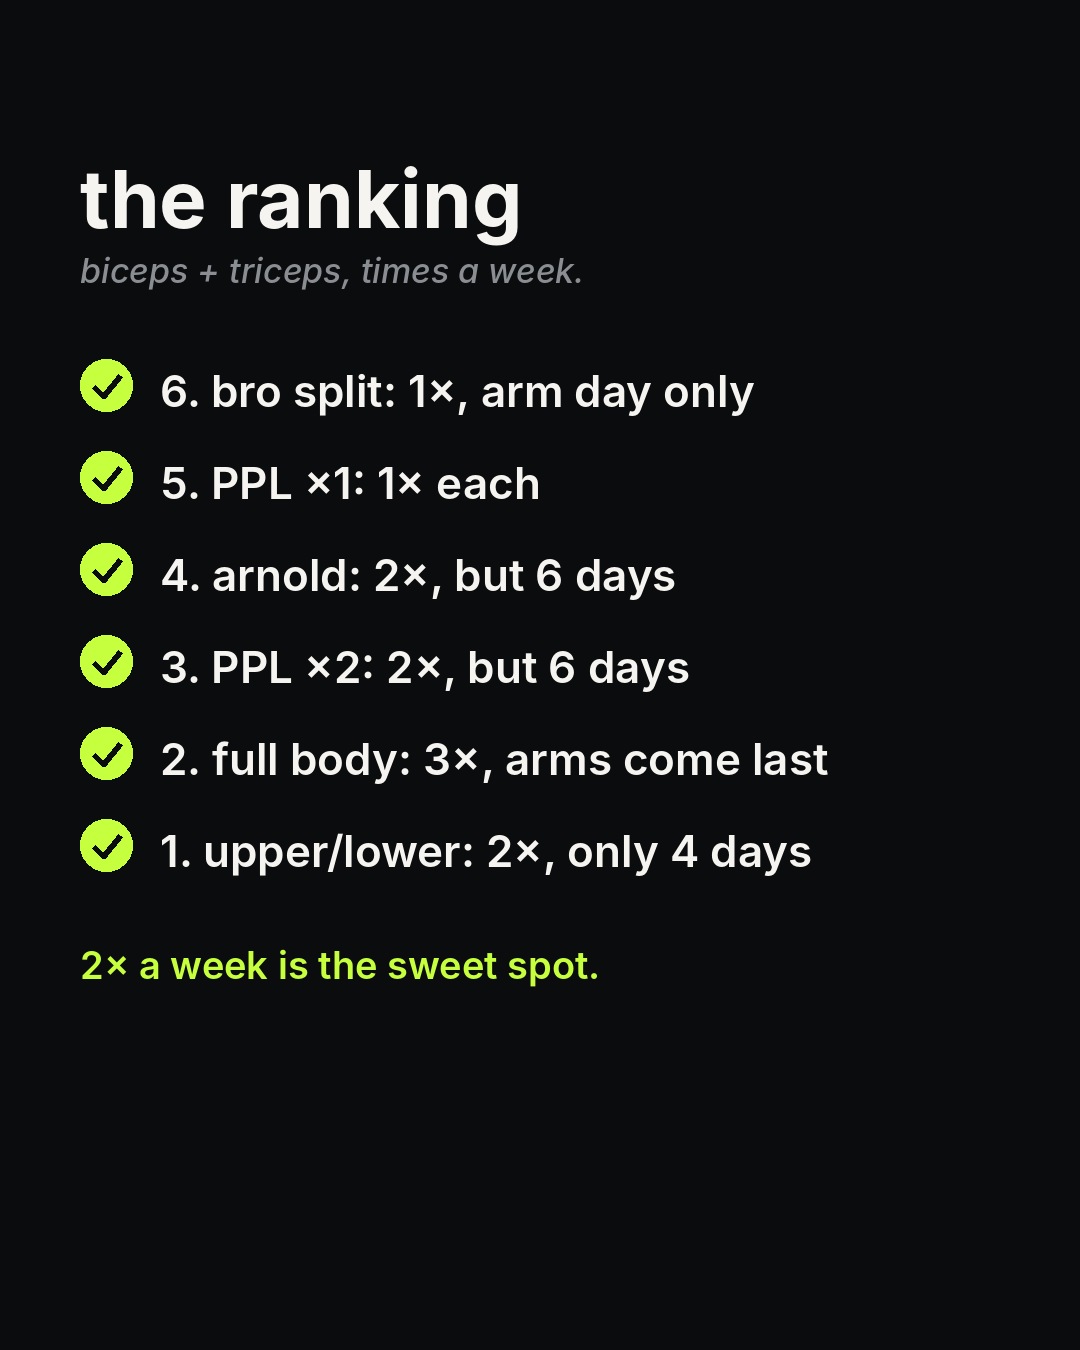 the ranking
biceps + triceps, times a week.
6. bro split: 1×, arm day only
5. PPL ×1: 1× each
4. arnold: 2×, but 6 days
3. PPL ×2: 2×, but 6 days
2. full body: 3×, arms come last
1. upper/lower: 2×, only 4 days
2× a week is the sweet spot.